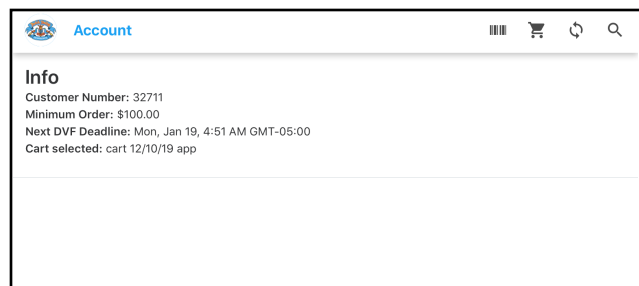 Account
Info
Customer Number: 32711
Minimum Order: $100.00
Next DVF Deadline: Mon, Jan 19, 4:51 AM GMT-05:00
Cart selected: cart 12/10/19 app